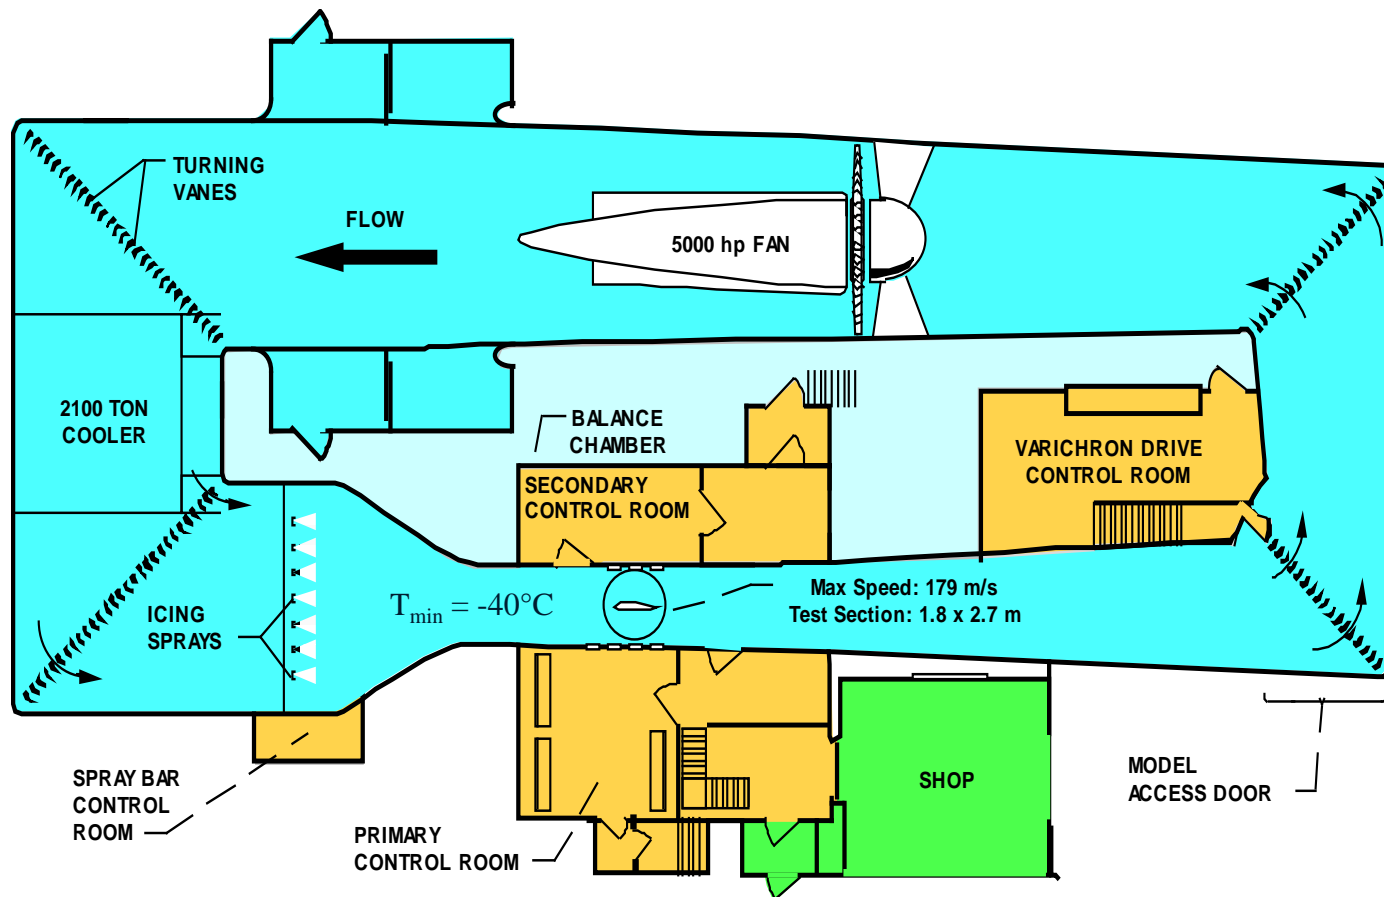 TURNING
VANES
FLOW
5000 hp FAN
2100 TON
COOLER
BALANCE
CHAMBER
SECONDARY
CONTROL ROOM
VARICHRON DRIVE
CONTROL ROOM
ICING
SPRAYS
Tmin = -40°C
Max Speed: 179 m/s
Test Section: 1.8 x 2.7 m
SPRAY BAR
CONTROL
ROOM
PRIMARY
CONTROL ROOM
SHOP
MODEL
ACCESS DOOR